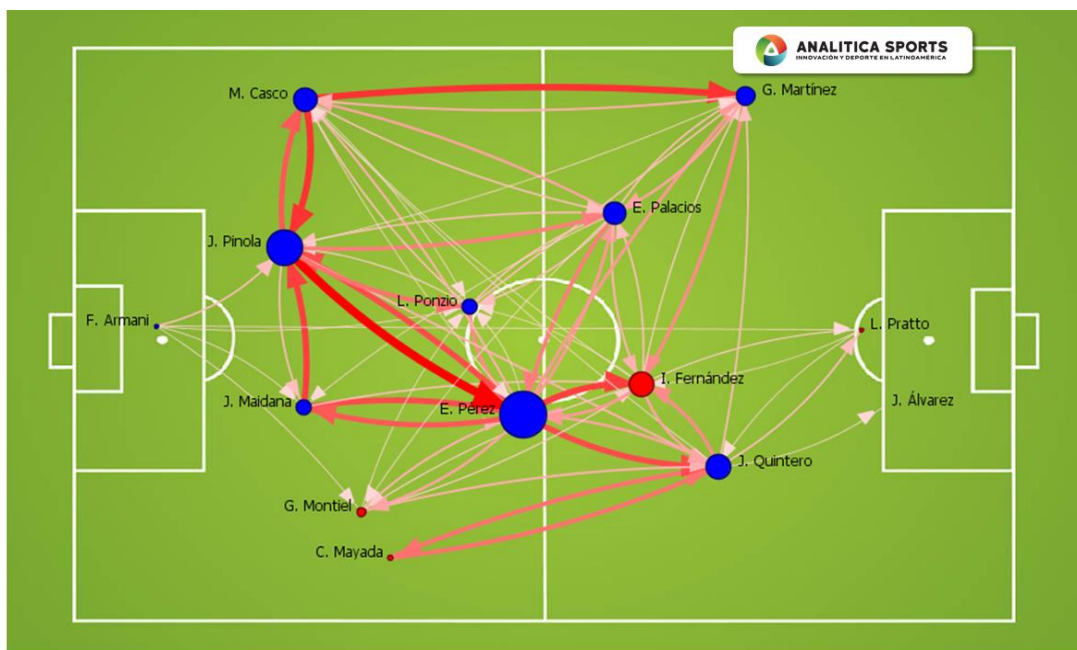 ANALITICA SPORTS
INNOVACIÓN Y DEPORTE EN LATINOAMÉRICA
M. Casco
G. Martínez
E. Palacios
J. Pinola
L. Ponzio
F. Armani
L. Pratto
I. Fernández
J. Maidana
E. Pérez
J. Álvarez
J. Quintero
G. Montiel
C. Mayada